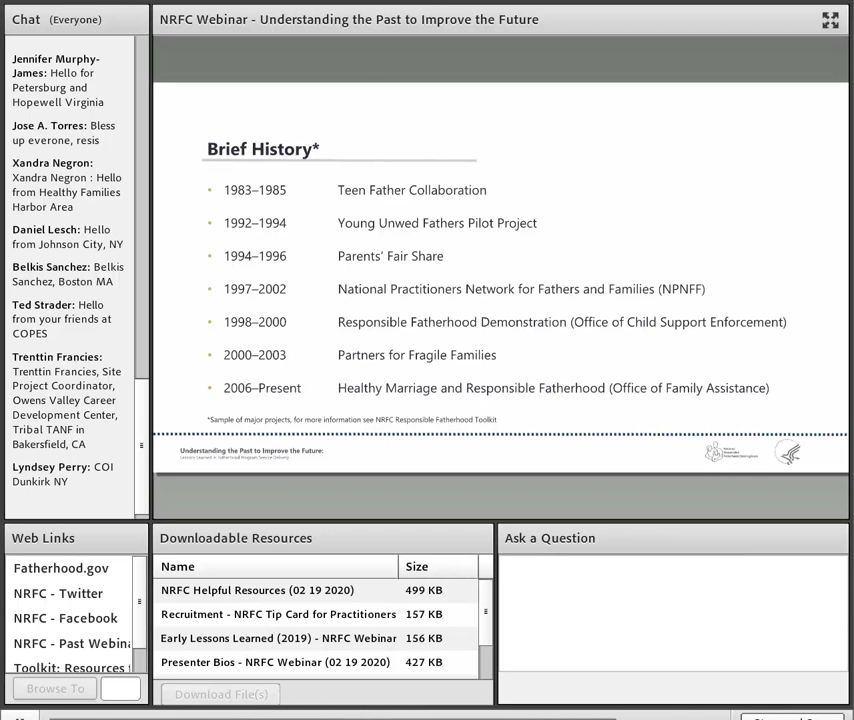 Chat (Everyone)
Jennifer Murphy-
James: Hello for
Petersburg and
Hopewell Virginia
Jose A. Torres: Bless
up everone, resis
Xandra Negron:
Xandra Negron : Hello
from Healthy Families
Harbor Area
Daniel Lesch: Hello
from Johnson City, NY
Belkis Sanchez: Belkis
Sanchez, Boston MA
Ted Strader: Hello
from your friends at
COPES
Trenttin Francies:
Trenttin Francies, Site
Project Coordinator,
Owens Valley Career
Development Center,
Tribal TANF in
Bakersfield, CA
Lyndsey Perry: COI
Dunkirk NY
NRFC Webinar - Understanding the Past to Improve the Future
Brief History*
• 1983–1985 Teen Father Collaboration
• 1992–1994 Young Unwed Fathers Pilot Project
• 1994–1996 Parents' Fair Share
• 1997–2002 National Practitioners Network for Fathers and Families (NPNFF)
• 1998–2000 Responsible Fatherhood Demonstration (Office of Child Support Enforcement)
• 2000–2003 Partners for Fragile Families
• 2006–Present Healthy Marriage and Responsible Fatherhood (Office of Family Assistance)
*Sample of major projects, for more information see NRFC Responsible Fatherhood Toolkit
Understanding the Past to Improve the Future:
Lessons Learned in Fatherhood Program Service Delivery
Web Links
Fatherhood.gov
NRFC - Twitter
NRFC - Facebook
NRFC - Past Webina
Toolkit: Resources
Browse To
Downloadable Resources
Name Size
NRFC Helpful Resources (02 19 2020) 499 KB
Recruitment - NRFC Tip Card for Practitioners 157 KB
Early Lessons Learned (2019) - NRFC Webinar 156 KB
Presenter Bios - NRFC Webinar (02 19 2020) 427 KB
Download File(s)
Ask a Question